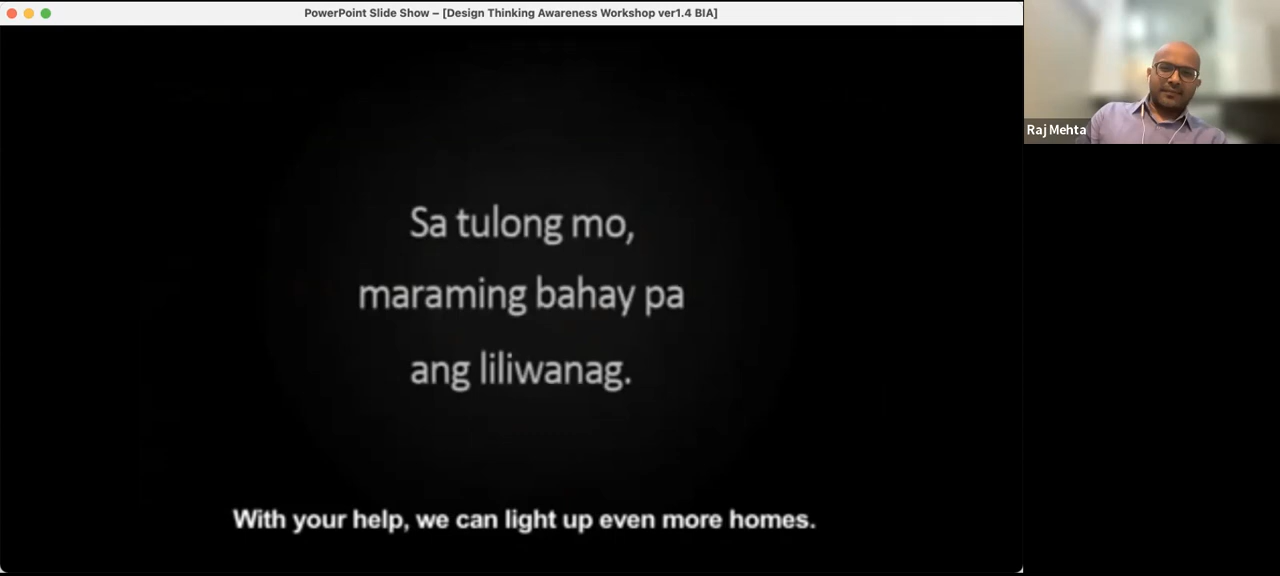 PowerPoint Slide Show – [Design Thinking Awareness Workshop ver1.4 BIA]
Raj Mehta
Sa tulong mo,
maraming bahay pa
ang liliwanag.
With your help, we can light up even more homes.